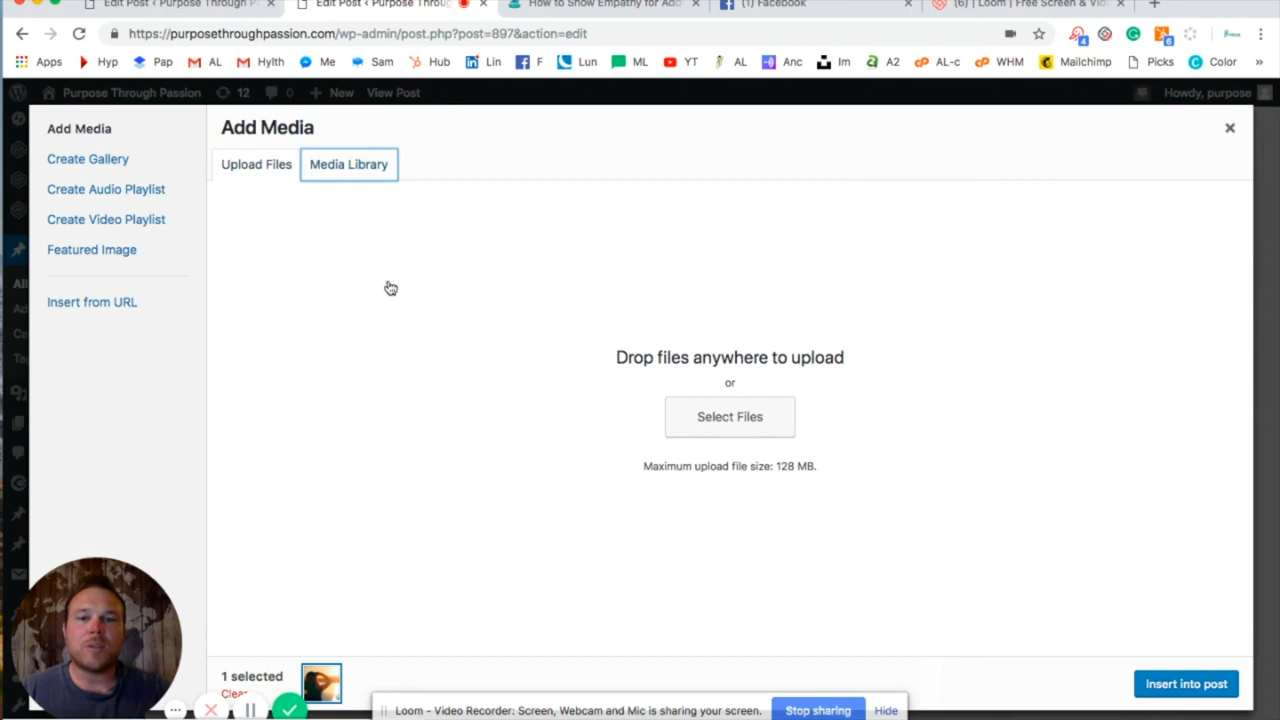 Edit Post ‹ Purpose Through P
Edit Post ‹ Purpose Throug
How to Show Empathy for Add
(1) Facebook
(6) | Loom | Free Screen & Vid
https://purposethroughpassion.com/wp-admin/post.php?post=897&action=edit
4
6
Apps Hyp Pap AL Hylth Me Sam Hub Lin F Lun ML YT AL Anc Im A2 AL-c WHM Mailchimp Picks Color »
Purpose Through Passion 12 0 New View Post Howdy, purpose
Add Media
Create Gallery
Create Audio Playlist
Create Video Playlist
Featured Image
Insert from URL
Add Media
Upload Files Media Library
Drop files anywhere to upload
or
Select Files
Maximum upload file size: 128 MB.
1 selected
Clear
Insert into post
Loom - Video Recorder: Screen, Webcam and Mic is sharing your screen. Stop sharing Hide